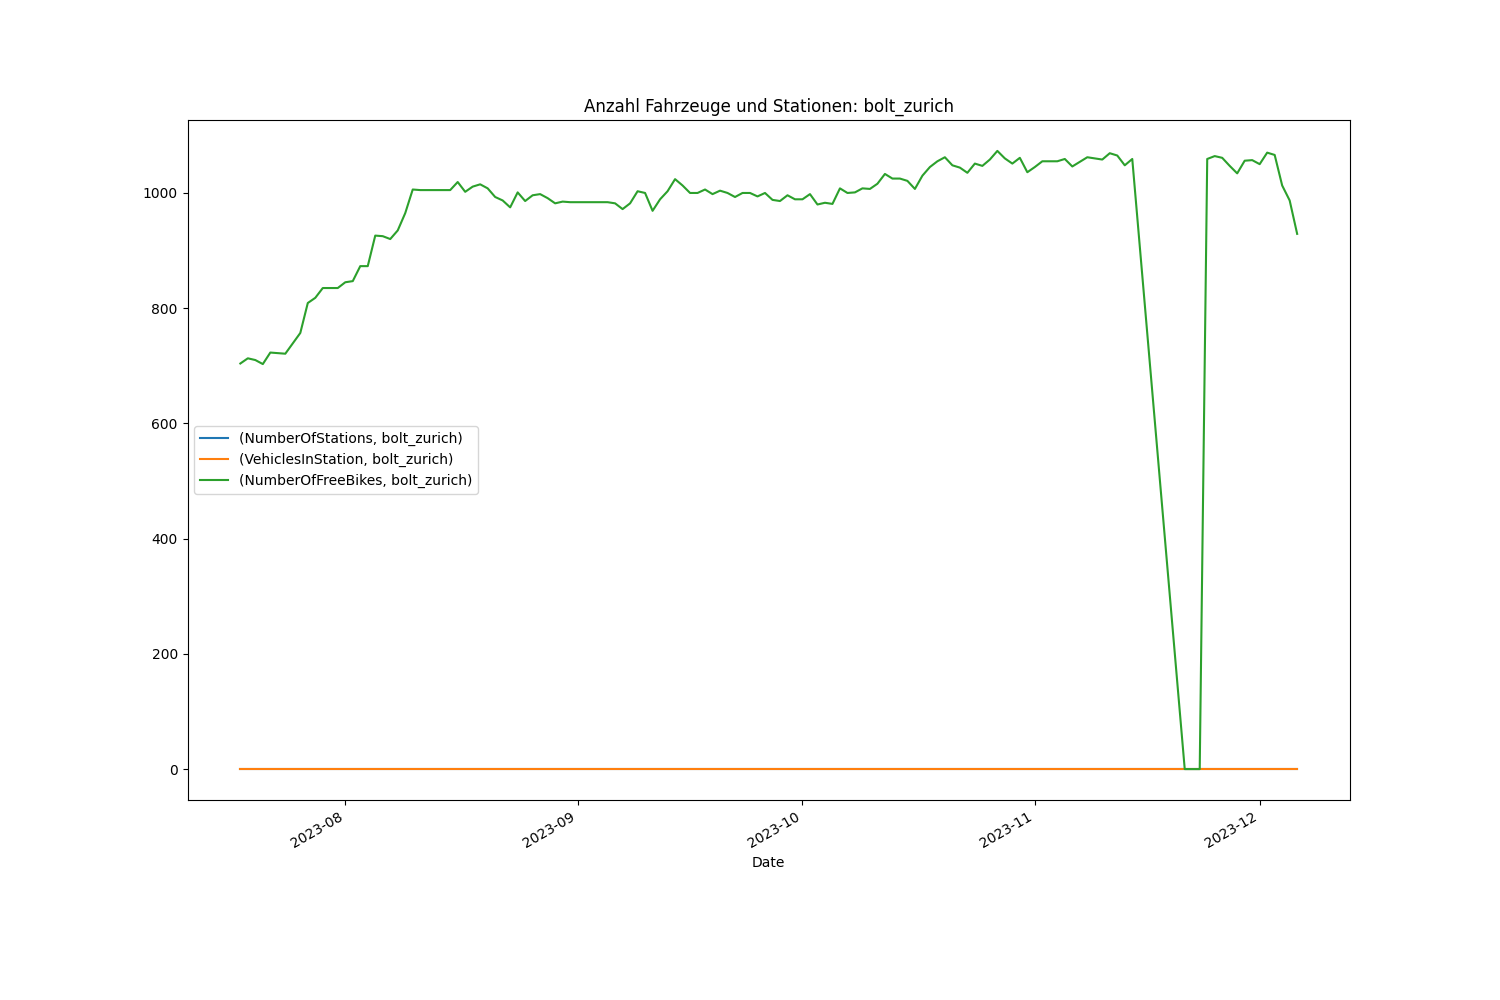 Anzahl Fahrzeuge und Stationen: bolt_zurich
1000
800
600
400
200
0
(NumberOfStations, bolt_zurich)
(VehiclesInStation, bolt_zurich)
(NumberOfFreeBikes, bolt_zurich)
2023-08
2023-09
2023-10
2023-11
2023-12
Date